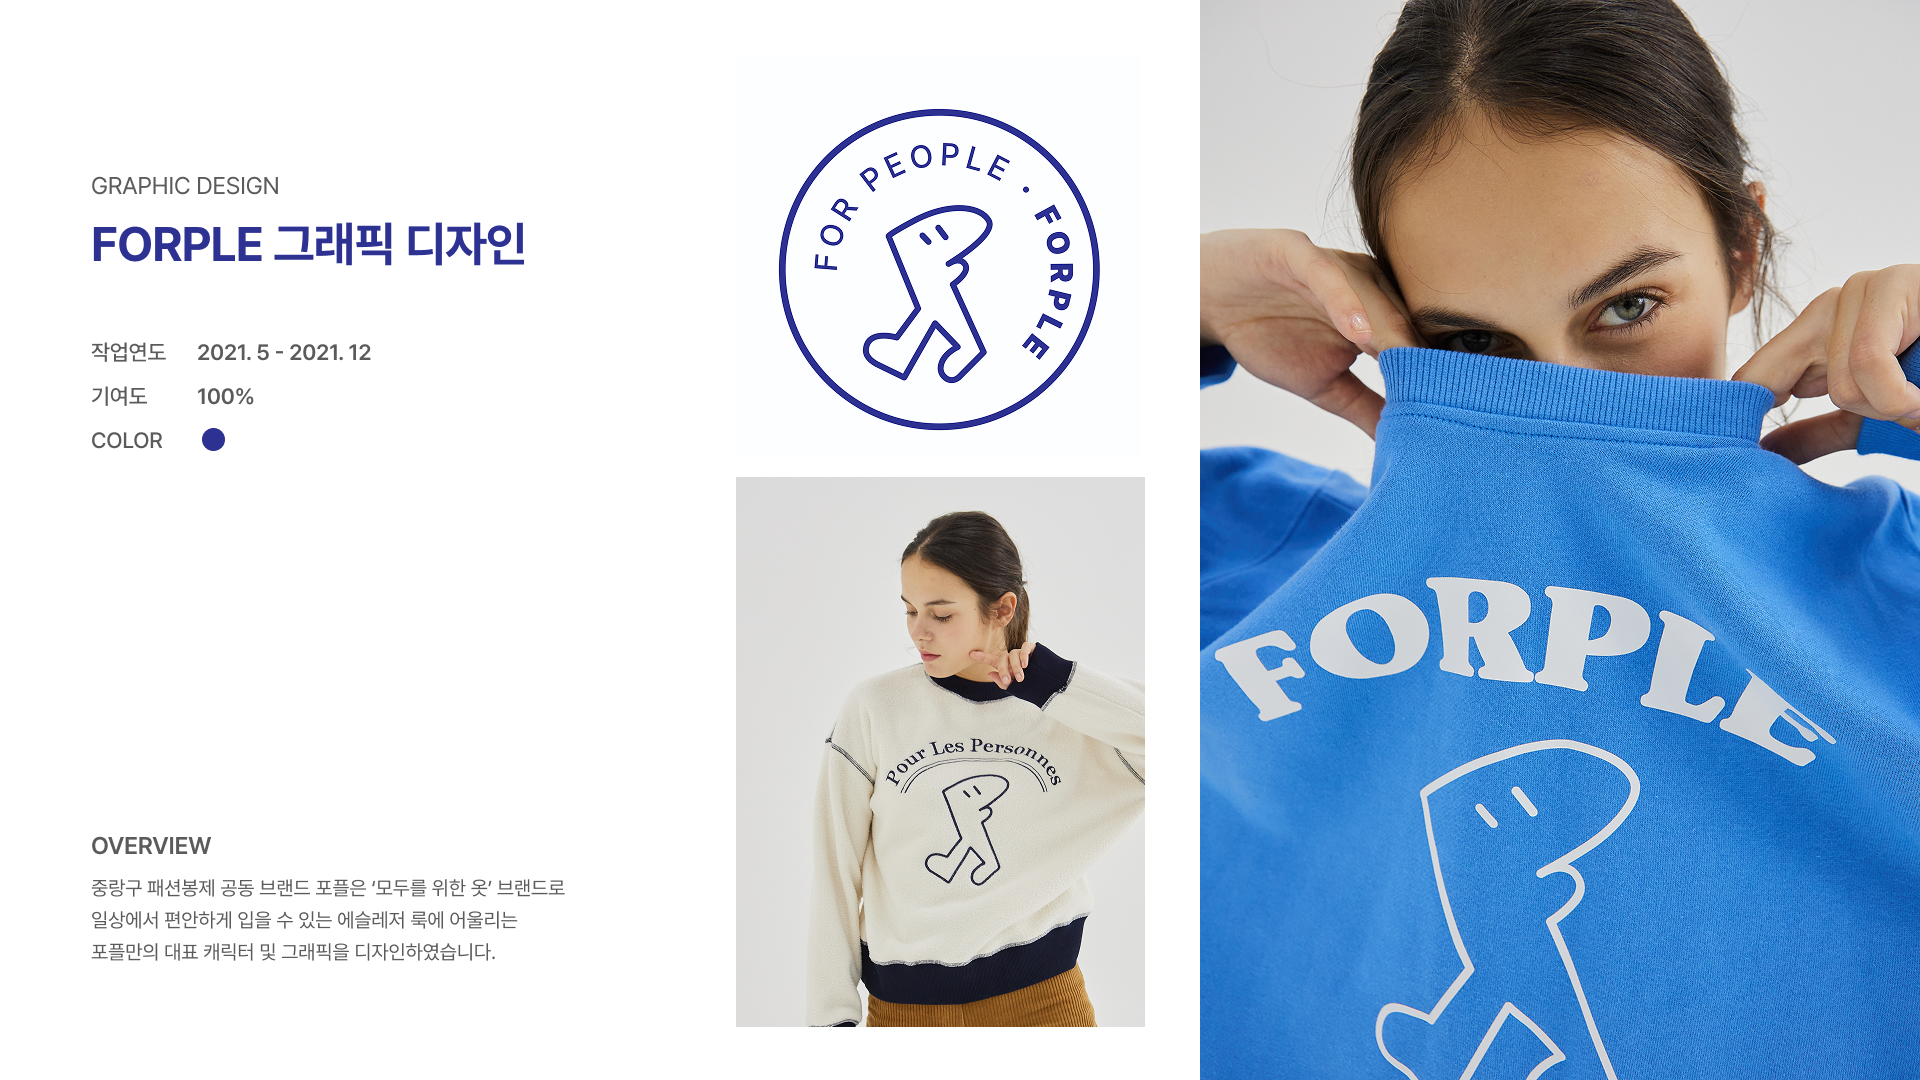 GRAPHIC DESIGN
FORPLE 그래픽 디자인
작업연도 2021. 5 - 2021. 12
기여도 100%
COLOR
OVERVIEW
중랑구 패션봉제 공동 브랜드 포플은 ‘모두를 위한 옷’ 브랜드로
일상에서 편안하게 입을 수 있는 에슬레저 룩에 어울리는
포플만의 대표 캐릭터 및 그래픽을 디자인하였습니다.
FOR PEOPLE • FORPLE
Pour Les Personnes
FORPLE